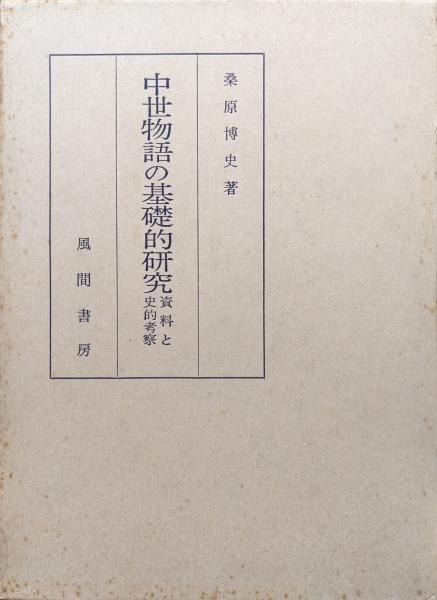 桑原博史著
中世物語の基礎的研究
資料と
史的考察
風間書房